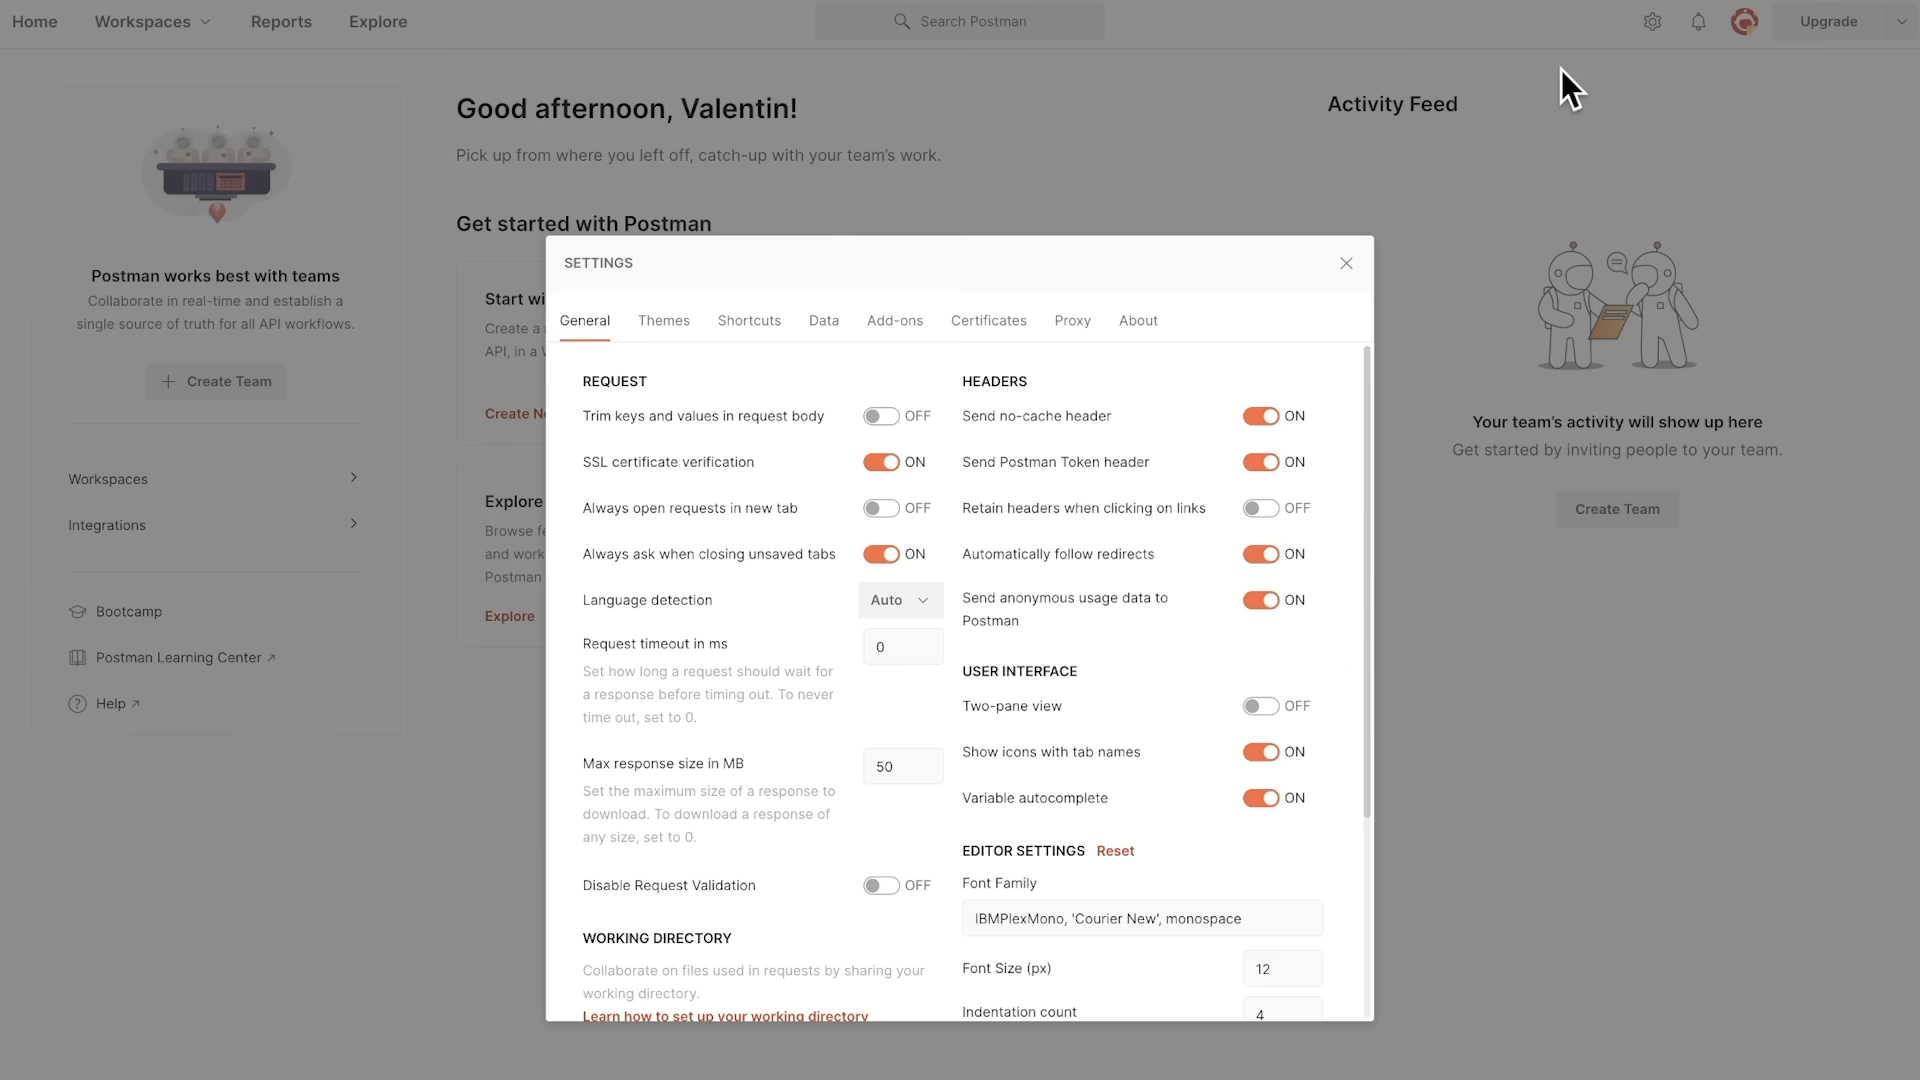 Home
Workspaces
Reports
Explore
Search Postman
Upgrade
Postman works best with teams
Collaborate in real-time and establish a
single source of truth for all API workflows.
Create Team
Workspaces
Integrations
Bootcamp
Postman Learning Center
Help
Good afternoon, Valentin!
Pick up from where you left off, catch-up with your team's work.
Get started with Postman
Start wi
Create a
API, in a
Create N
Explore
Browse fe
and work
Postman
Explore
SETTINGS
General
Themes
Shortcuts
Data
Add-ons
Certificates
Proxy
About
REQUEST
Trim keys and values in request body OFF
SSL certificate verification ON
Always open requests in new tab OFF
Always ask when closing unsaved tabs ON
Language detection Auto
Request timeout in ms 0
Set how long a request should wait for
a response before timing out. To never
time out, set to 0.
Max response size in MB 50
Set the maximum size of a response to
download. To download a response of
any size, set to 0.
Disable Request Validation OFF
WORKING DIRECTORY
Collaborate on files used in requests by sharing your
working directory.
Learn how to set up your working directory
HEADERS
Send no-cache header ON
Send Postman Token header ON
Retain headers when clicking on links OFF
Automatically follow redirects ON
Send anonymous usage data to ON
Postman
USER INTERFACE
Two-pane view OFF
Show icons with tab names ON
Variable autocomplete ON
EDITOR SETTINGS Reset
Font Family
IBMPlexMono, 'Courier New', monospace
Font Size (px) 12
Indentation count 4
Activity Feed
Your team's activity will show up here
Get started by inviting people to your team.
Create Team